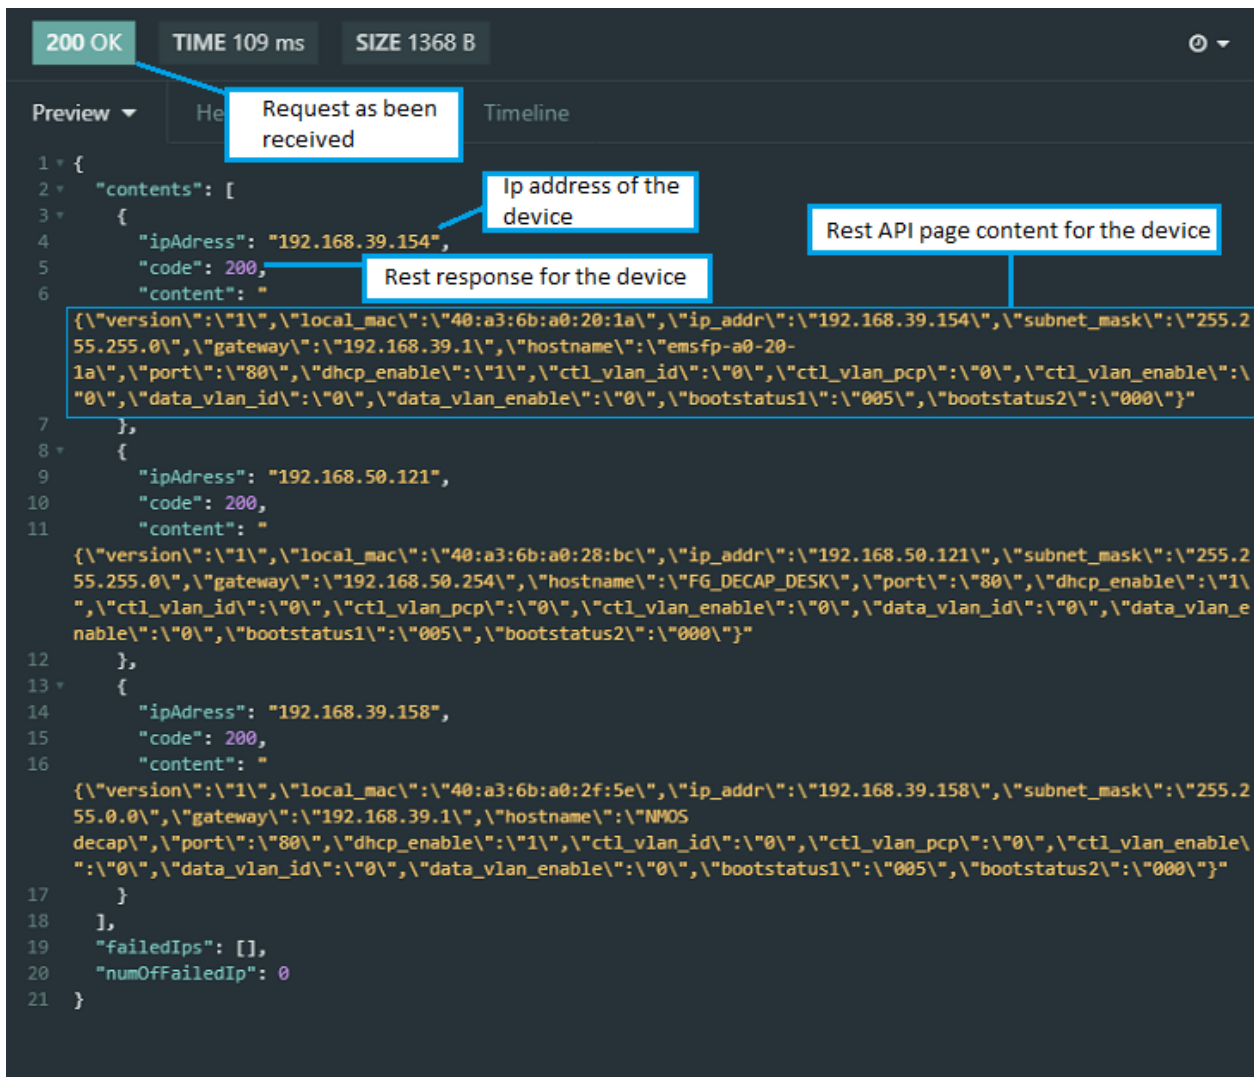 200 OK TIME 109 ms SIZE 1368 B
Preview He Timeline
Request as been
received
1 {
2 "contents": [
Ip address of the
device
3 {
4 "ipAdress": "192.168.39.154",
Rest API page content for the device
5 "code": 200,
Rest response for the device
6 "content": "
{\"version\":\"1\",\"local_mac\":\"40:a3:6b:a0:20:1a\",\"ip_addr\":\"192.168.39.154\",\"subnet_mask\":\"255.2
55.255.0\",\"gateway\":\"192.168.39.1\",\"hostname\":\"emsfp-a0-20-
1a\",\"port\":\"80\",\"dhcp_enable\":\"1\",\"ctl_vlan_id\":\"0\",\"ctl_vlan_pcp\":\"0\",\"ctl_vlan_enable\":\
"0\",\"data_vlan_id\":\"0\",\"data_vlan_enable\":\"0\",\"bootstatus1\":\"005\",\"bootstatus2\":\"000\"}"
7 },
8 {
9 "ipAdress": "192.168.50.121",
10 "code": 200,
11 "content": "
{\"version\":\"1\",\"local_mac\":\"40:a3:6b:a0:28:bc\",\"ip_addr\":\"192.168.50.121\",\"subnet_mask\":\"255.2
55.255.0\",\"gateway\":\"192.168.50.254\",\"hostname\":\"FG_DECAP_DESK\",\"port\":\"80\",\"dhcp_enable\":\"1\
",\"ctl_vlan_id\":\"0\",\"ctl_vlan_pcp\":\"0\",\"ctl_vlan_enable\":\"0\",\"data_vlan_id\":\"0\",\"data_vlan_e
nable\":\"0\",\"bootstatus1\":\"005\",\"bootstatus2\":\"000\"}"
12 },
13 {
14 "ipAdress": "192.168.39.158",
15 "code": 200,
16 "content": "
{\"version\":\"1\",\"local_mac\":\"40:a3:6b:a0:2f:5e\",\"ip_addr\":\"192.168.39.158\",\"subnet_mask\":\"255.2
55.0.0\",\"gateway\":\"192.168.39.1\",\"hostname\":\"NMOS
decap\",\"port\":\"80\",\"dhcp_enable\":\"1\",\"ctl_vlan_id\":\"0\",\"ctl_vlan_pcp\":\"0\",\"ctl_vlan_enable\
":\"0\",\"data_vlan_id\":\"0\",\"data_vlan_enable\":\"0\",\"bootstatus1\":\"005\",\"bootstatus2\":\"000\"}"
17 }
18 ],
19 "failedIps": [],
20 "numOfFailedIp": 0
21 }